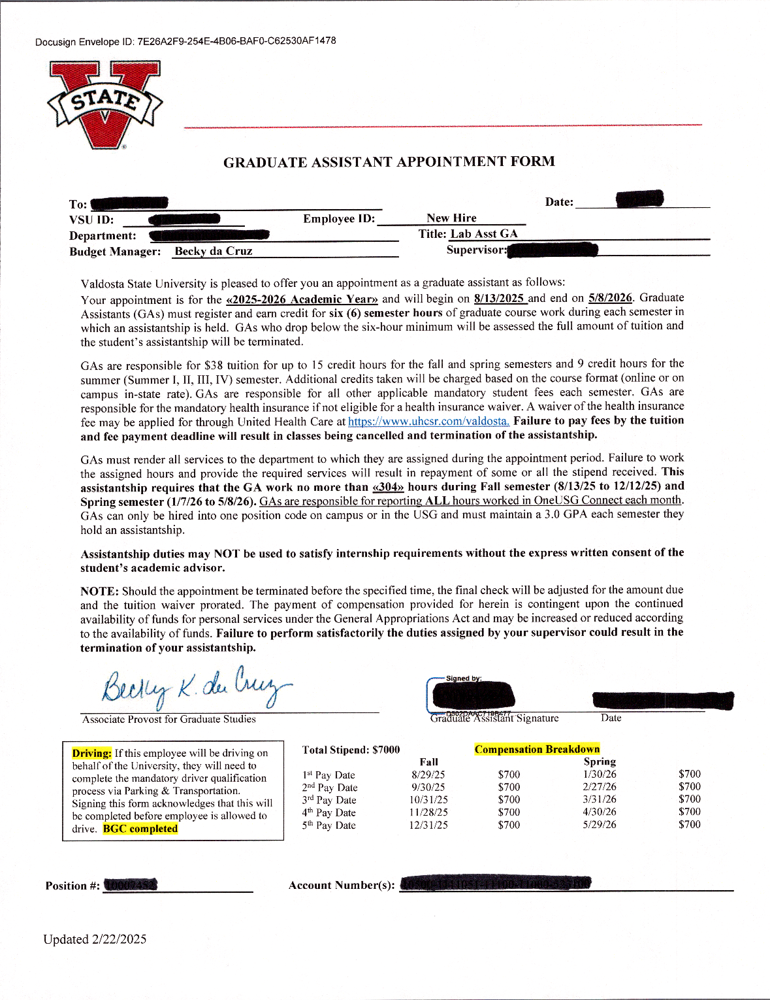 Docusign Envelope ID: 7E26A2F9-254E-4B06-BAF0-C62530AF1478
STATE
®
GRADUATE ASSISTANT APPOINTMENT FORM
To:
Date:
VSU ID: Employee ID: New Hire
Department: Title: Lab Asst GA
Budget Manager: Becky da Cruz Supervisor:
Valdosta State University is pleased to offer you an appointment as a graduate assistant as follows:
Your appointment is for the «2025-2026 Academic Year» and will begin on 8/13/2025 and end on 5/8/2026. Graduate
Assistants (GAs) must register and earn credit for six (6) semester hours of graduate course work during each semester in
which an assistantship is held. GAs who drop below the six-hour minimum will be assessed the full amount of tuition and
the student's assistantship will be terminated.
GAs are responsible for $38 tuition for up to 15 credit hours for the fall and spring semesters and 9 credit hours for the
summer (Summer I, II, III, IV) semester. Additional credits taken will be charged based on the course format (online or on
campus in-state rate). GAs are responsible for all other applicable mandatory student fees each semester. GAs are
responsible for the mandatory health insurance if not eligible for a health insurance waiver. A waiver of the health insurance
fee may be applied for through United Health Care at https://www.uhcsr.com/valdosta. Failure to pay fees by the tuition
and fee payment deadline will result in classes being cancelled and termination of the assistantship.
GAs must render all services to the department to which they are assigned during the appointment period. Failure to work
the assigned hours and provide the required services will result in repayment of some or all the stipend received. This
assistantship requires that the GA work no more than «304» hours during Fall semester (8/13/25 to 12/12/25) and
Spring semester (1/7/26 to 5/8/26). GAs are responsible for reporting ALL hours worked in OneUSG Connect each month.
GAs can only be hired into one position code on campus or in the USG and must maintain a 3.0 GPA each semester they
hold an assistantship.
Assistantship duties may NOT be used to satisfy internship requirements without the express written consent of the
student's academic advisor.
NOTE: Should the appointment be terminated before the specified time, the final check will be adjusted for the amount due
and the tuition waiver prorated. The payment of compensation provided for herein is contingent upon the continued
availability of funds for personal services under the General Appropriations Act and may be increased or reduced according
to the availability of funds. Failure to perform satisfactorily the duties assigned by your supervisor could result in the
termination of your assistantship.
Becky K. da Cruz
Signed by:
Associate Provost for Graduate Studies
Graduate Assistant Signature Date
Driving: If this employee will be driving on
behalf of the University, they will need to
complete the mandatory driver qualification
process via Parking & Transportation.
Signing this form acknowledges that this will
be completed before employee is allowed to
drive. BGC completed
Total Stipend: $7000 Compensation Breakdown
Fall Spring
1st Pay Date 8/29/25 $700 1/30/26 $700
2nd Pay Date 9/30/25 $700 2/27/26 $700
3rd Pay Date 10/31/25 $700 3/31/26 $700
4th Pay Date 11/28/25 $700 4/30/26 $700
5th Pay Date 12/31/25 $700 5/29/26 $700
Position #: Account Number(s):
Updated 2/22/2025